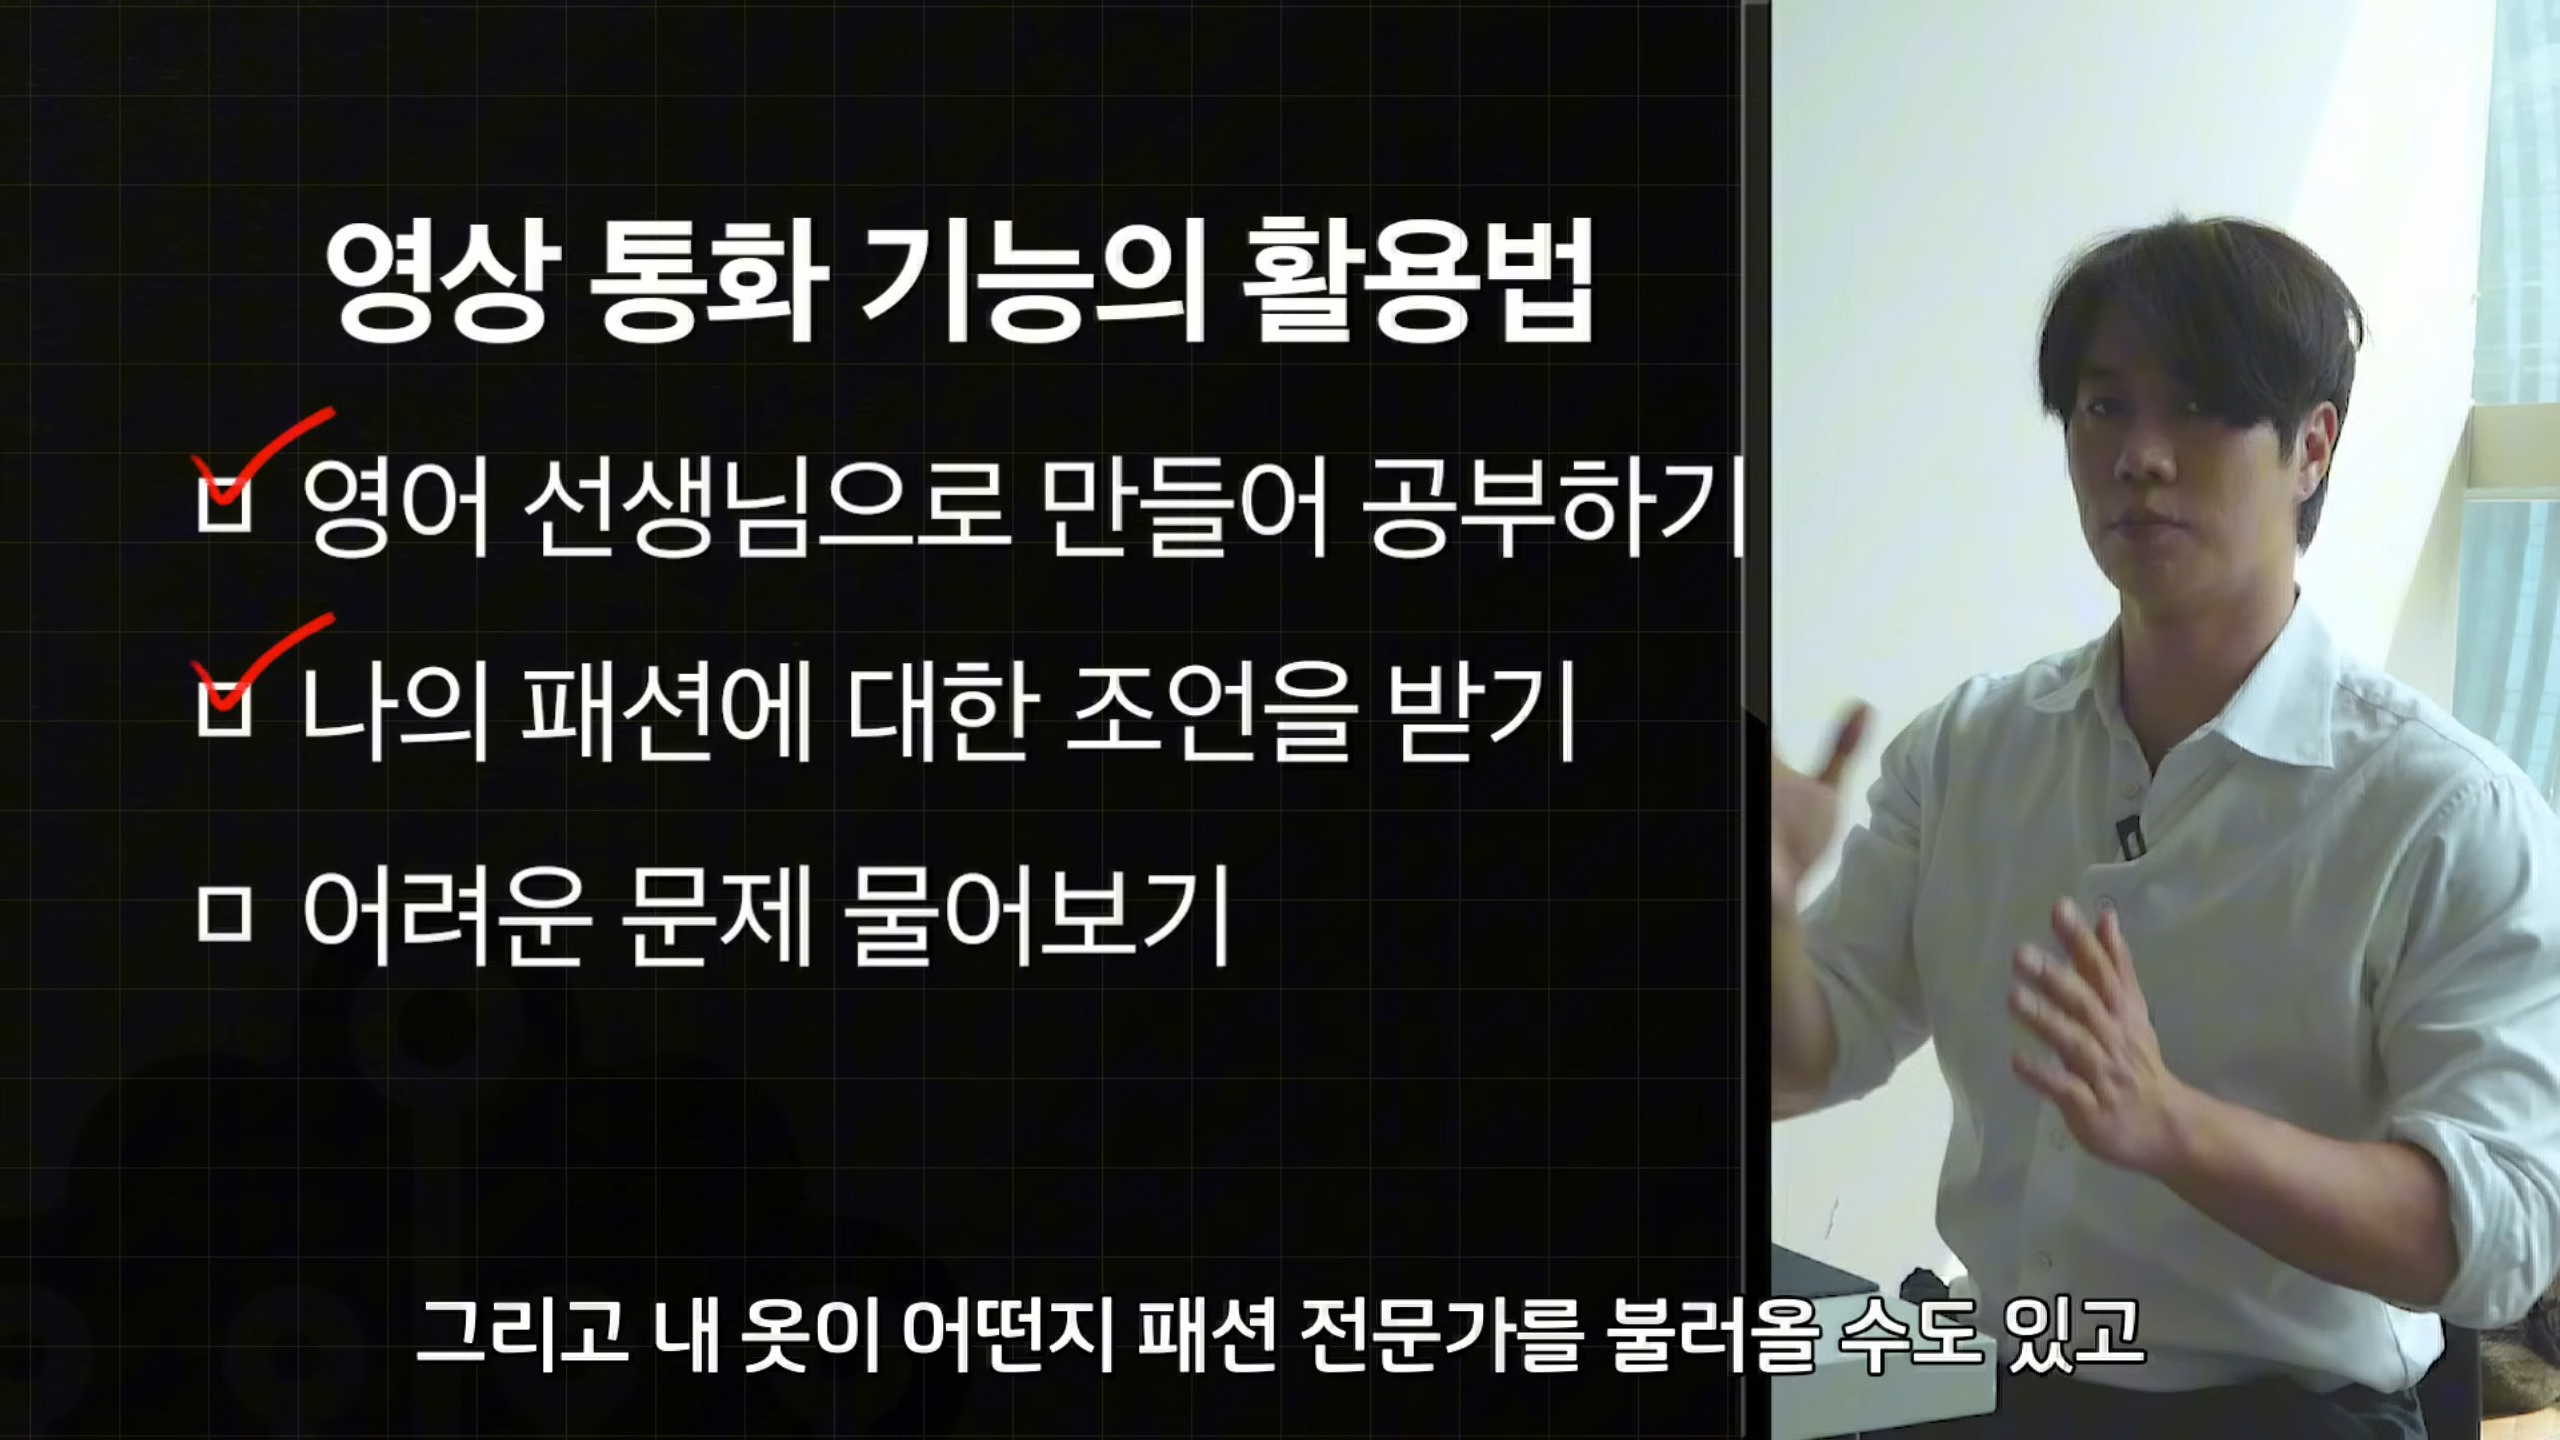 영상 통화 기능의 활용법
영어 선생님으로 만들어 공부하기
나의 패션에 대한 조언을 받기
어려운 문제 물어보기
그리고 내 옷이 어떤지 패션 전문가를 불러올 수도 있고